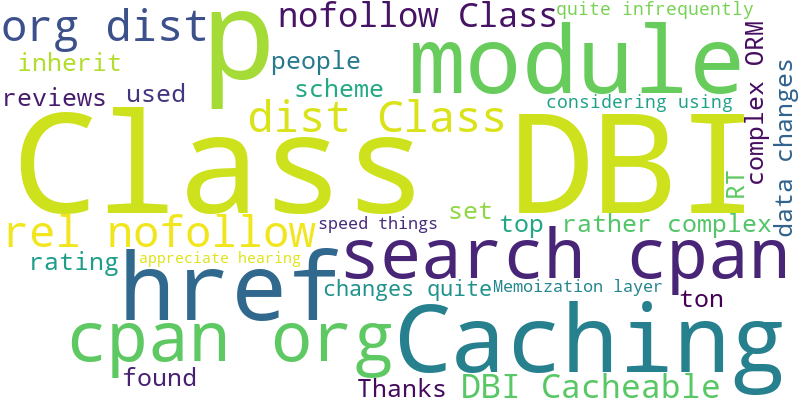 org dist
p
nofollow Class
quite infrequently
inherit
people
module
complex ORM
reviews
used
scheme
considering using
data changes
dist Class
Class DBI
RT
rel nofollow
speed things
set
top
rather complex
rating
appreciate hearing
href
search cpan
changes quite
Memoization layer
ton
cpan org
Caching
found
Thanks
DBI Cacheable